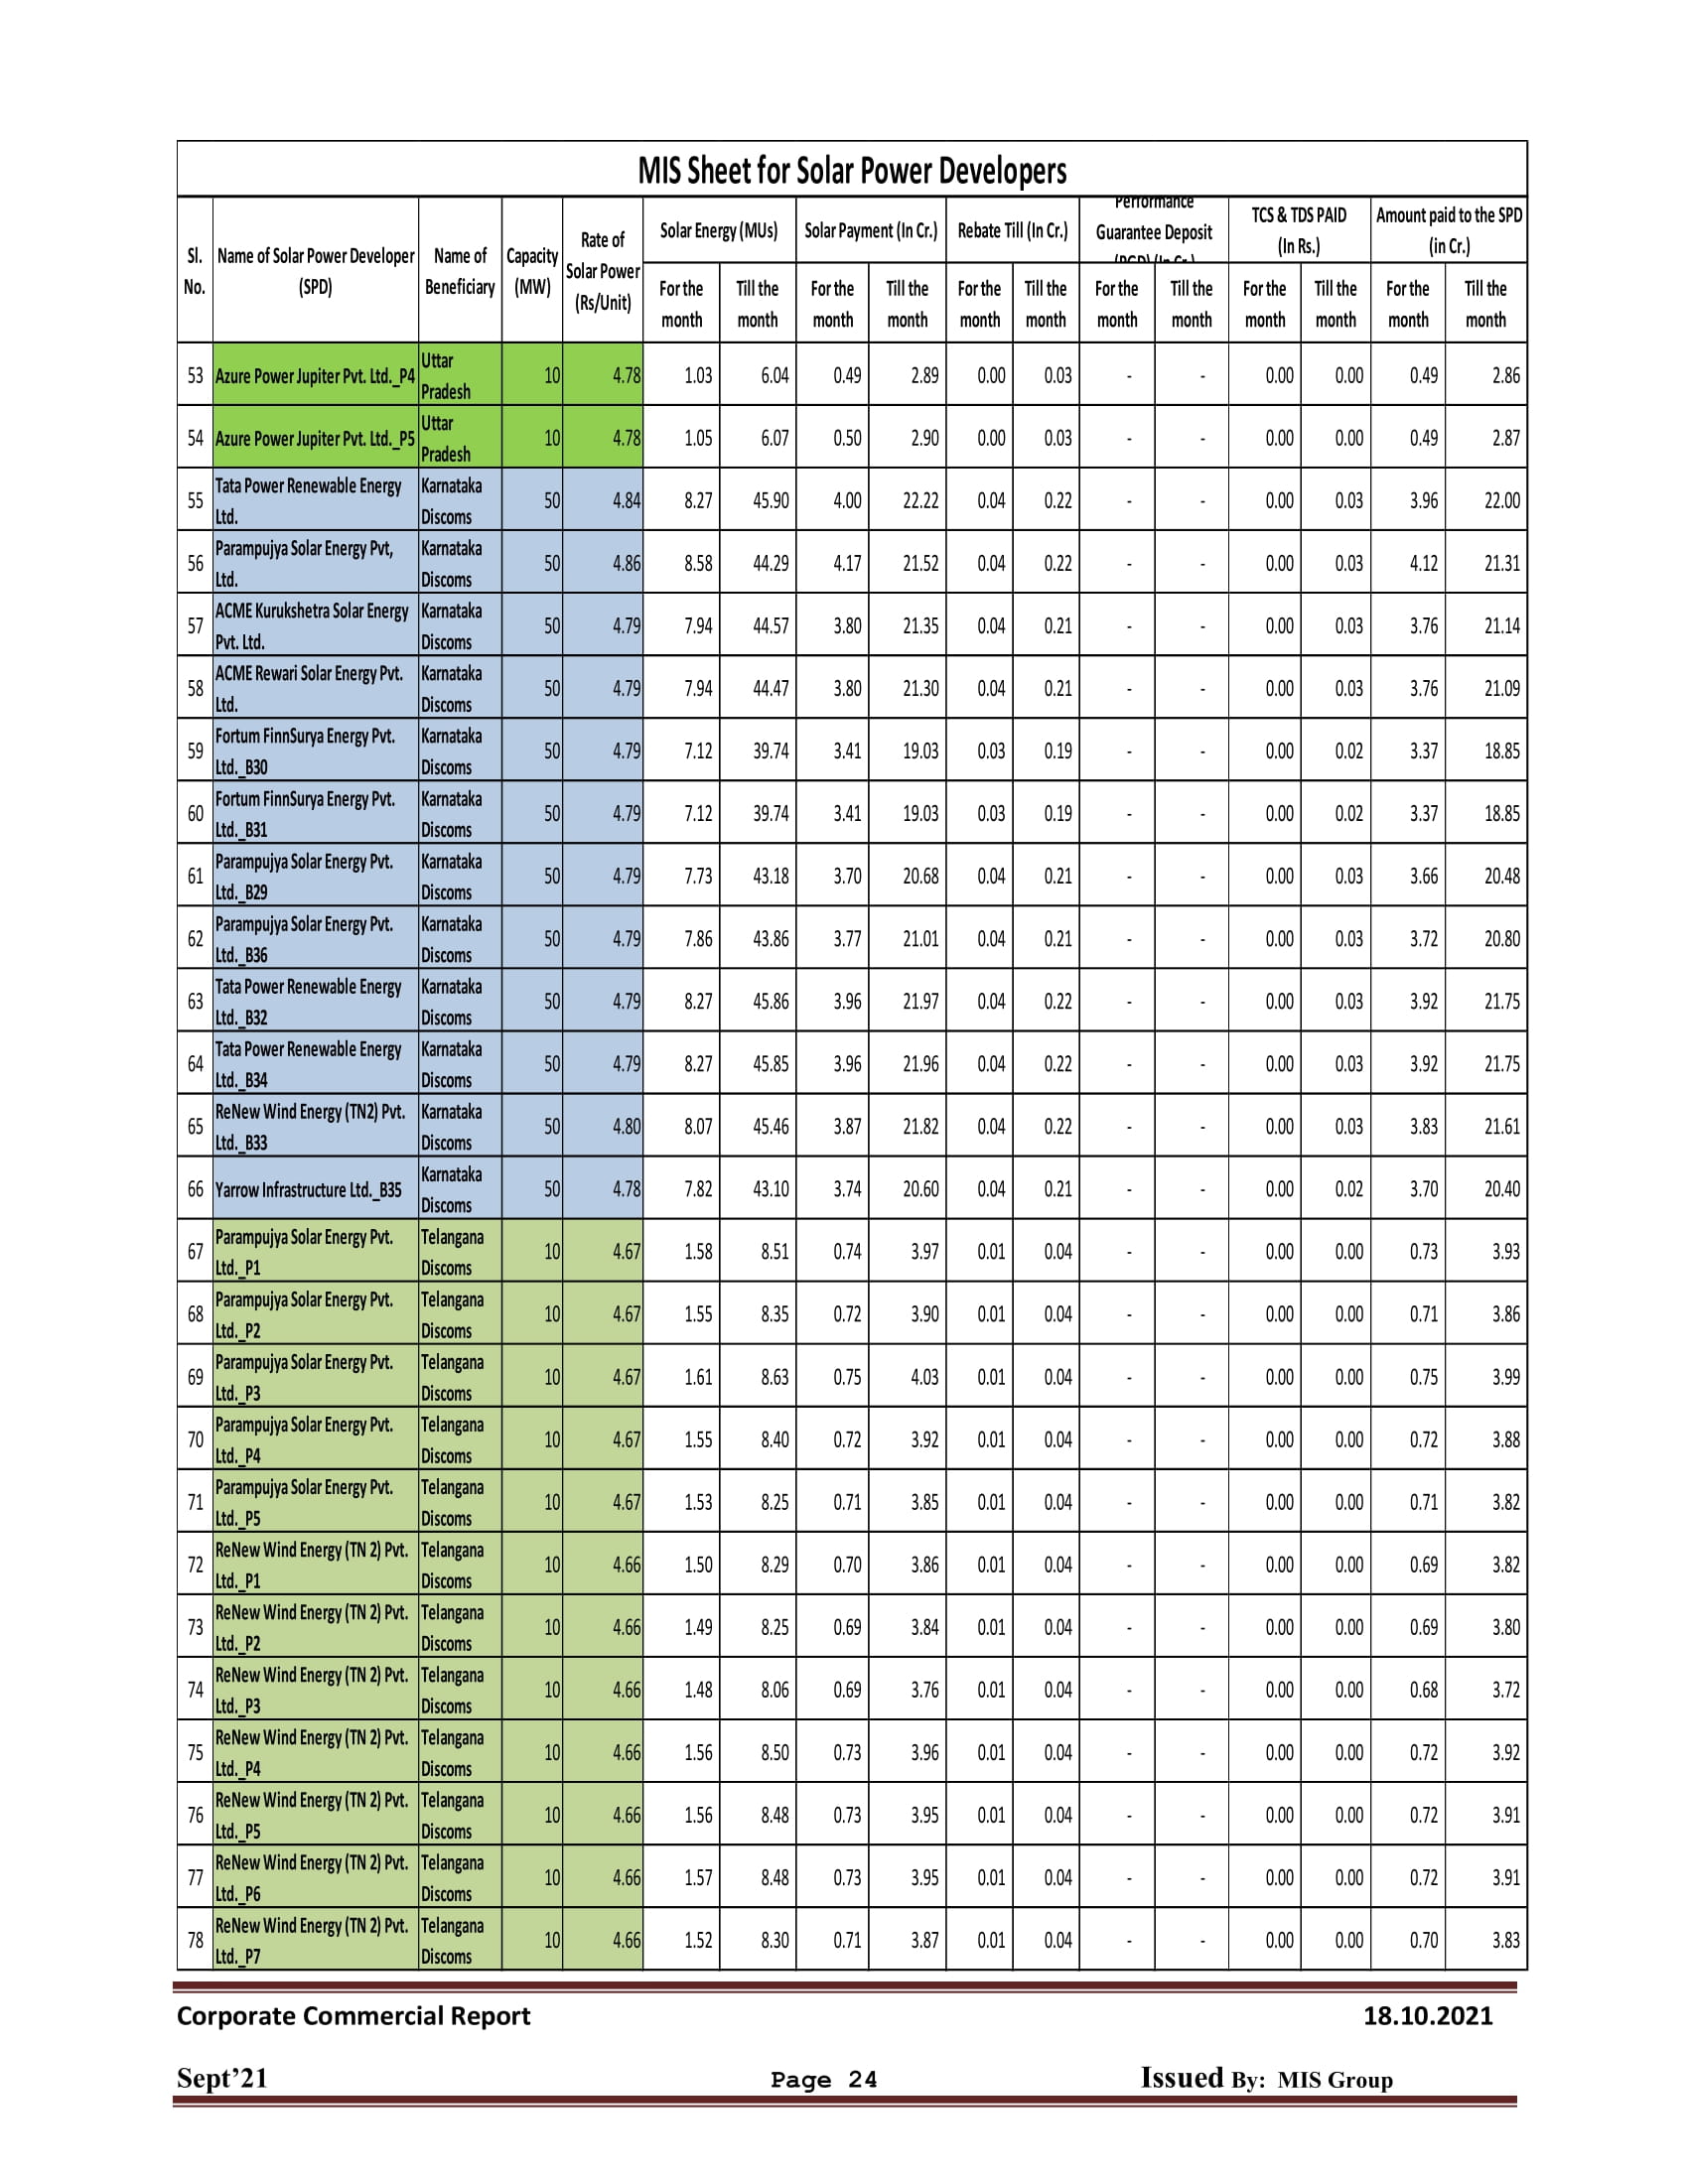 MIS Sheet for Solar Power Developers
Sl. No. Name of Solar Power Developer (SPD) Name of Beneficiary Capacity (MW) Rate of Solar Power (Rs/Unit) Solar Energy (MUs) Solar Payment (In Cr.) Rebate Till (In Cr.) Performance Guarantee Deposit (PGD) (In Cr.) TCS & TDS PAID (In Rs.) Amount paid to the SPD (in Cr.)
For the month Till the month For the month Till the month For the month Till the month For the month Till the month For the month Till the month For the month Till the month
53 Azure Power Jupiter Pvt. Ltd._P4 Uttar Pradesh 10 4.78 1.03 6.04 0.49 2.89 0.00 0.03 - - 0.00 0.00 0.49 2.86
54 Azure Power Jupiter Pvt. Ltd._P5 Uttar Pradesh 10 4.78 1.05 6.07 0.50 2.90 0.00 0.03 - - 0.00 0.00 0.49 2.87
55 Tata Power Renewable Energy Ltd. Karnataka Discoms 50 4.84 8.27 45.90 4.00 22.22 0.04 0.22 - - 0.00 0.03 3.96 22.00
56 Parampujya Solar Energy Pvt, Ltd. Karnataka Discoms 50 4.86 8.58 44.29 4.17 21.52 0.04 0.22 - - 0.00 0.03 4.12 21.31
57 ACME Kurukshetra Solar Energy Pvt. Ltd. Karnataka Discoms 50 4.79 7.94 44.57 3.80 21.35 0.04 0.21 - - 0.00 0.03 3.76 21.14
58 ACME Rewari Solar Energy Pvt. Ltd. Karnataka Discoms 50 4.79 7.94 44.47 3.80 21.30 0.04 0.21 - - 0.00 0.03 3.76 21.09
59 Fortum FinnSurya Energy Pvt. Ltd._B30 Karnataka Discoms 50 4.79 7.12 39.74 3.41 19.03 0.03 0.19 - - 0.00 0.02 3.37 18.85
60 Fortum FinnSurya Energy Pvt. Ltd._B31 Karnataka Discoms 50 4.79 7.12 39.74 3.41 19.03 0.03 0.19 - - 0.00 0.02 3.37 18.85
61 Parampujya Solar Energy Pvt. Ltd._B29 Karnataka Discoms 50 4.79 7.73 43.18 3.70 20.68 0.04 0.21 - - 0.00 0.03 3.66 20.48
62 Parampujya Solar Energy Pvt. Ltd._B36 Karnataka Discoms 50 4.79 7.86 43.86 3.77 21.01 0.04 0.21 - - 0.00 0.03 3.72 20.80
63 Tata Power Renewable Energy Ltd._B32 Karnataka Discoms 50 4.79 8.27 45.86 3.96 21.97 0.04 0.22 - - 0.00 0.03 3.92 21.75
64 Tata Power Renewable Energy Ltd._B34 Karnataka Discoms 50 4.79 8.27 45.85 3.96 21.96 0.04 0.22 - - 0.00 0.03 3.92 21.75
65 ReNew Wind Energy (TN2) Pvt. Ltd._B33 Karnataka Discoms 50 4.80 8.07 45.46 3.87 21.82 0.04 0.22 - - 0.00 0.03 3.83 21.61
66 Yarrow Infrastructure Ltd._B35 Karnataka Discoms 50 4.78 7.82 43.10 3.74 20.60 0.04 0.21 - - 0.00 0.02 3.70 20.40
67 Parampujya Solar Energy Pvt. Ltd._P1 Telangana Discoms 10 4.67 1.58 8.51 0.74 3.97 0.01 0.04 - - 0.00 0.00 0.73 3.93
68 Parampujya Solar Energy Pvt. Ltd._P2 Telangana Discoms 10 4.67 1.55 8.35 0.72 3.90 0.01 0.04 - - 0.00 0.00 0.71 3.86
69 Parampujya Solar Energy Pvt. Ltd._P3 Telangana Discoms 10 4.67 1.61 8.63 0.75 4.03 0.01 0.04 - - 0.00 0.00 0.75 3.99
70 Parampujya Solar Energy Pvt. Ltd._P4 Telangana Discoms 10 4.67 1.55 8.40 0.72 3.92 0.01 0.04 - - 0.00 0.00 0.72 3.88
71 Parampujya Solar Energy Pvt. Ltd._P5 Telangana Discoms 10 4.67 1.53 8.25 0.71 3.85 0.01 0.04 - - 0.00 0.00 0.71 3.82
72 ReNew Wind Energy (TN 2) Pvt. Ltd._P1 Telangana Discoms 10 4.66 1.50 8.29 0.70 3.86 0.01 0.04 - - 0.00 0.00 0.69 3.82
73 ReNew Wind Energy (TN 2) Pvt. Ltd._P2 Telangana Discoms 10 4.66 1.49 8.25 0.69 3.84 0.01 0.04 - - 0.00 0.00 0.69 3.80
74 ReNew Wind Energy (TN 2) Pvt. Ltd._P3 Telangana Discoms 10 4.66 1.48 8.06 0.69 3.76 0.01 0.04 - - 0.00 0.00 0.68 3.72
75 ReNew Wind Energy (TN 2) Pvt. Ltd._P4 Telangana Discoms 10 4.66 1.56 8.50 0.73 3.96 0.01 0.04 - - 0.00 0.00 0.72 3.92
76 ReNew Wind Energy (TN 2) Pvt. Ltd._P5 Telangana Discoms 10 4.66 1.56 8.48 0.73 3.95 0.01 0.04 - - 0.00 0.00 0.72 3.91
77 ReNew Wind Energy (TN 2) Pvt. Ltd._P6 Telangana Discoms 10 4.66 1.57 8.48 0.73 3.95 0.01 0.04 - - 0.00 0.00 0.72 3.91
78 ReNew Wind Energy (TN 2) Pvt. Ltd._P7 Telangana Discoms 10 4.66 1.52 8.30 0.71 3.87 0.01 0.04 - - 0.00 0.00 0.70 3.83
Corporate Commercial Report 18.10.2021
Sept’21 Page 24 Issued By: MIS Group